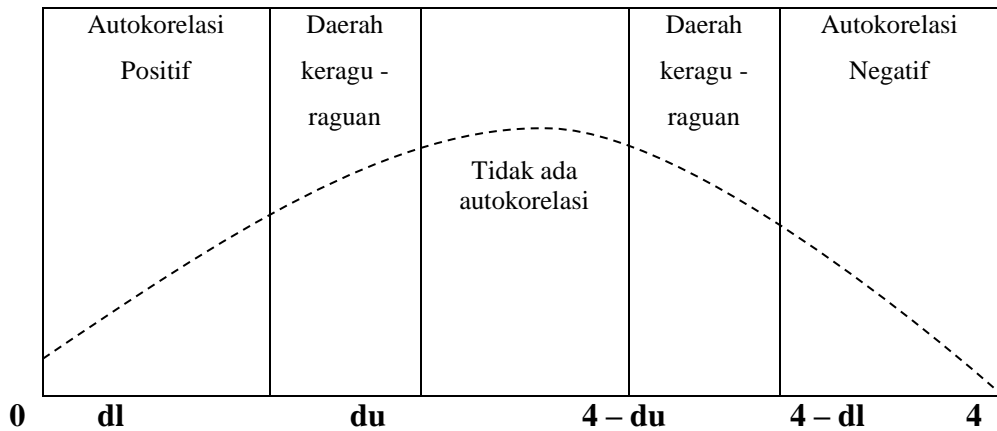 Autokorelasi
Positif
Daerah
keragu -
raguan
Tidak ada
autokorelasi
Daerah
keragu -
raguan
Autokorelasi
Negatif
0 dl du 4 – du 4 – dl 4